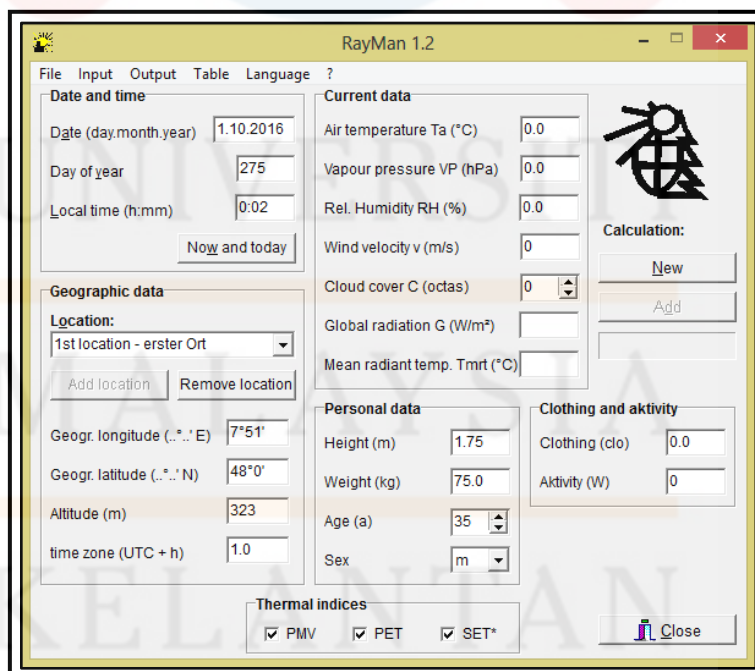 RayMan 1.2
File Input Output Table Language ?
Date and time
Date (day.month.year) 1.10.2016
Day of year 275
Local time (h:mm) 0:02
Now and today
Geographic data
Location:
1st location - erster Ort
Add location Remove location
Geogr. longitude (..°..' E) 7°51'
Geogr. latitude (..°..' N) 48°0'
Altitude (m) 323
time zone (UTC + h) 1.0
Current data
Air temperature Ta (°C) 0.0
Vapour pressure VP (hPa) 0.0
Rel. Humidity RH (%) 0.0
Wind velocity v (m/s) 0
Cloud cover C (octas) 0
Global radiation G (W/m²)
Mean radiant temp. Tmrt (°C)
Calculation:
New
Add
Personal data
Height (m) 1.75
Weight (kg) 75.0
Age (a) 35
Sex m
Clothing and aktivity
Clothing (clo) 0.0
Aktivity (W) 0
Thermal indices
PMV PET SET*
Close
UNIVERSITI
MALAYSIA
KELANTAN